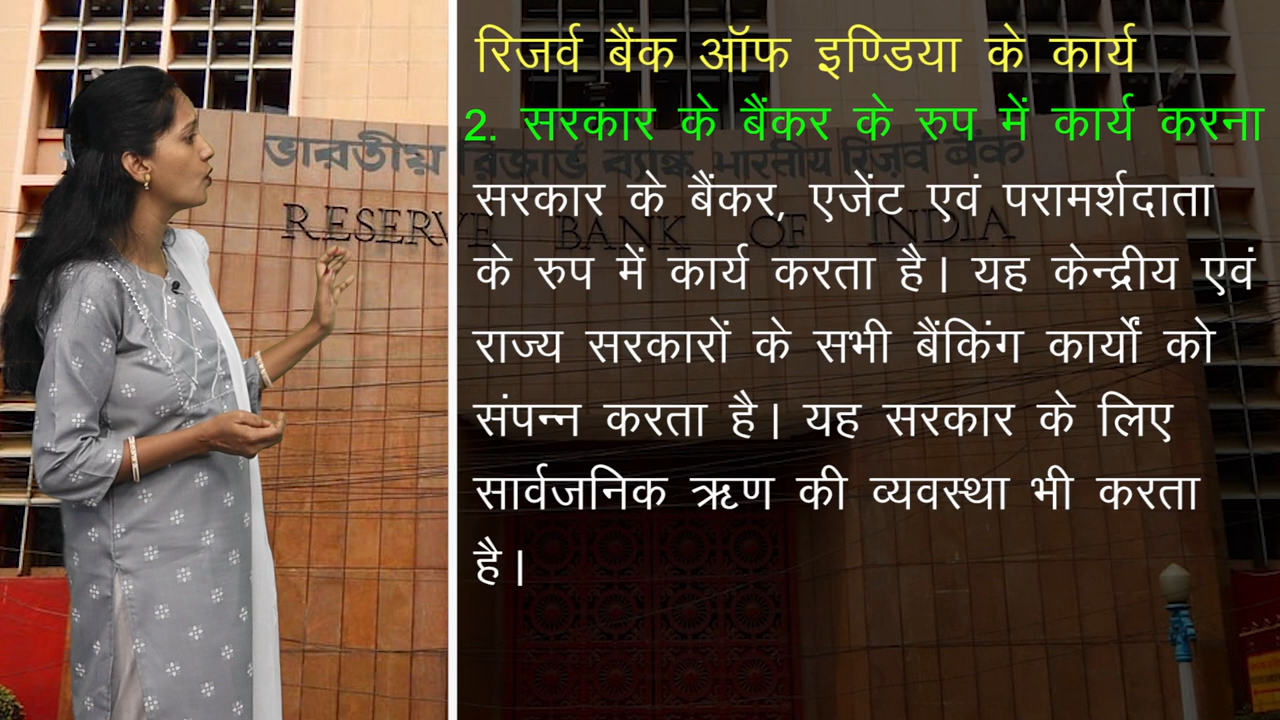 रिजर्व बैंक ऑफ इण्डिया के कार्य
2. सरकार के बैंकर के रुप में कार्य करना
ভারতীয় রিজার্ভ ব্যাঙ্ক भारतीय रिज़र्व बैंक
RESERVE BANK OF INDIA
सरकार के बैंकर, एजेंट एवं परामर्शदाता
के रुप में कार्य करता है।  यह केन्द्रीय एवं
राज्य सरकारों के सभी बैंकिंग कार्यों को
संपन्न करता है।  यह सरकार के लिए
सार्वजनिक ऋण की व्यवस्था भी करता
है।